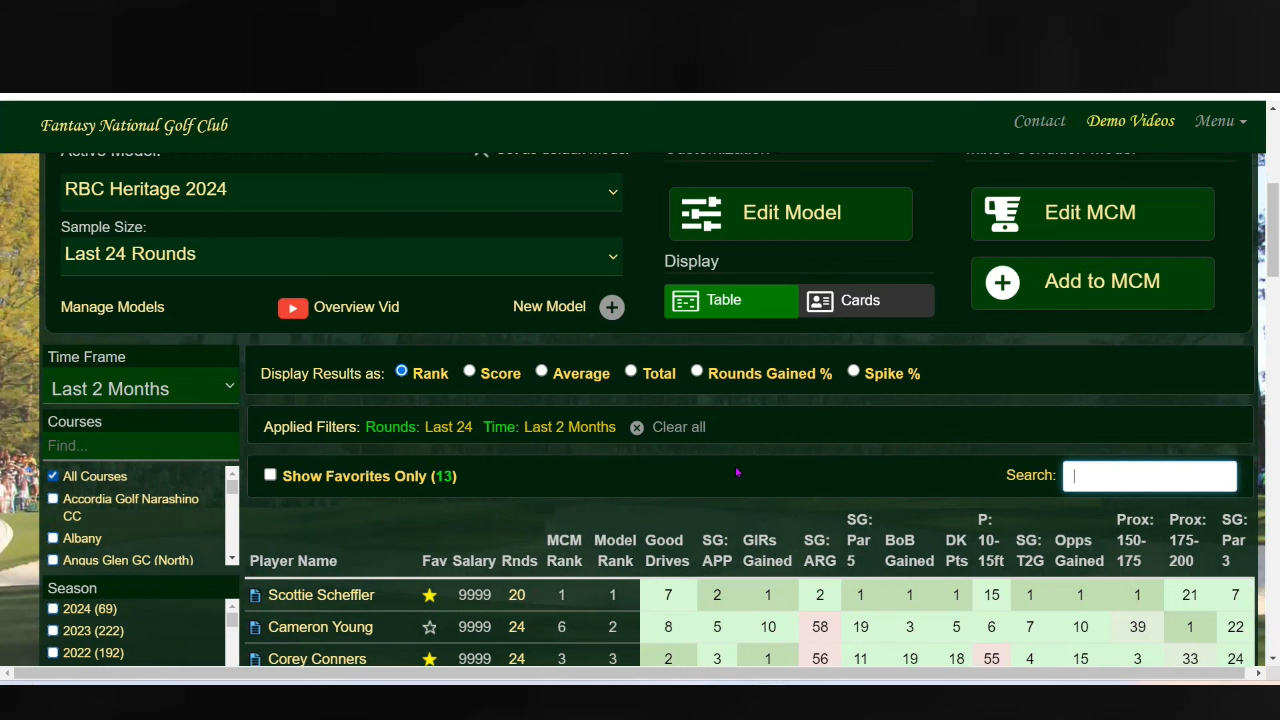 Fantasy National Golf Club
Contact Demo Videos Menu
RBC Heritage 2024
Edit Model
Edit MCM
Sample Size:
Last 24 Rounds
Display
Add to MCM
Table Cards
Manage Models Overview Vid New Model
Time Frame
Last 2 Months
Display Results as: Rank Score Average Total Rounds Gained % Spike %
Courses
Find...
Applied Filters: Rounds: Last 24 Time: Last 2 Months Clear all
All Courses
Accordia Golf Narashino
CC
Albany
Angus Glen GC (North)
Show Favorites Only (13) Search:
Season
2024 (69)
2023 (222)
2022 (192)
Player Name Fav Salary Rnds MCM Rank Model Rank Good Drives SG: APP GIRs Gained SG: ARG SG: Par 5 BoB Gained DK Pts P: 10-15ft SG: T2G Opps Gained Prox: 150-175 Prox: 175-200 SG: Par 3
Scottie Scheffler 9999 20 1 1 7 2 1 2 1 1 1 15 1 1 1 21 7
Cameron Young 9999 24 6 2 8 5 10 58 19 3 5 6 7 10 39 1 22
Corey Conners 9999 24 3 3 2 3 1 56 11 19 18 55 4 15 3 33 24